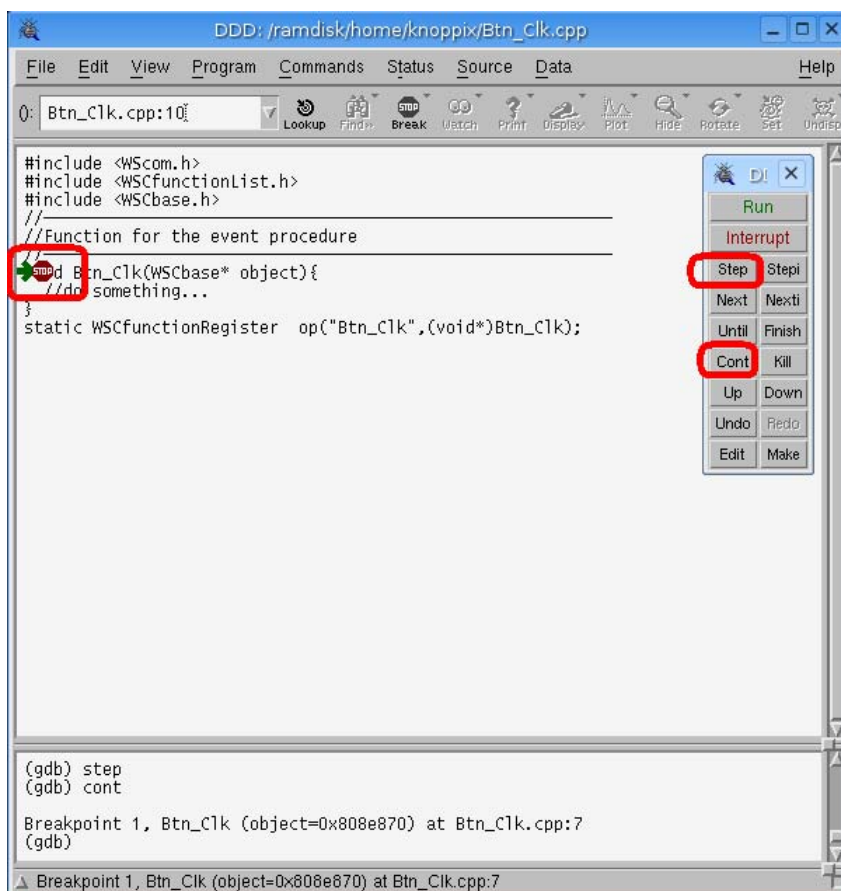 DDD: /ramdisk/home/knoppix/Btn_Clk.cpp
File Edit View Program Commands Status Source Data Help
(): Btn_Clk.cpp:10
Lookup Find» Break Watch Print Display Plot Hide Rotate Set Undisp
#include <WScom.h>
#include <WSCfunctionList.h>
#include <WSCbase.h>
//
//Function for the event procedure
//
STOP d Btn_Clk(WSCbase* object){
//do something...
}
static WSCfunctionRegister op("Btn_Clk",(void*)Btn_Clk);
D!
Run
Interrupt
Step Stepi
Next Nexti
Until Finish
Cont Kill
Up Down
Undo Redo
Edit Make
(gdb) step
(gdb) cont
Breakpoint 1, Btn_Clk (object=0x808e870) at Btn_Clk.cpp:7
(gdb)
Breakpoint 1, Btn_Clk (object=0x808e870) at Btn_Clk.cpp:7